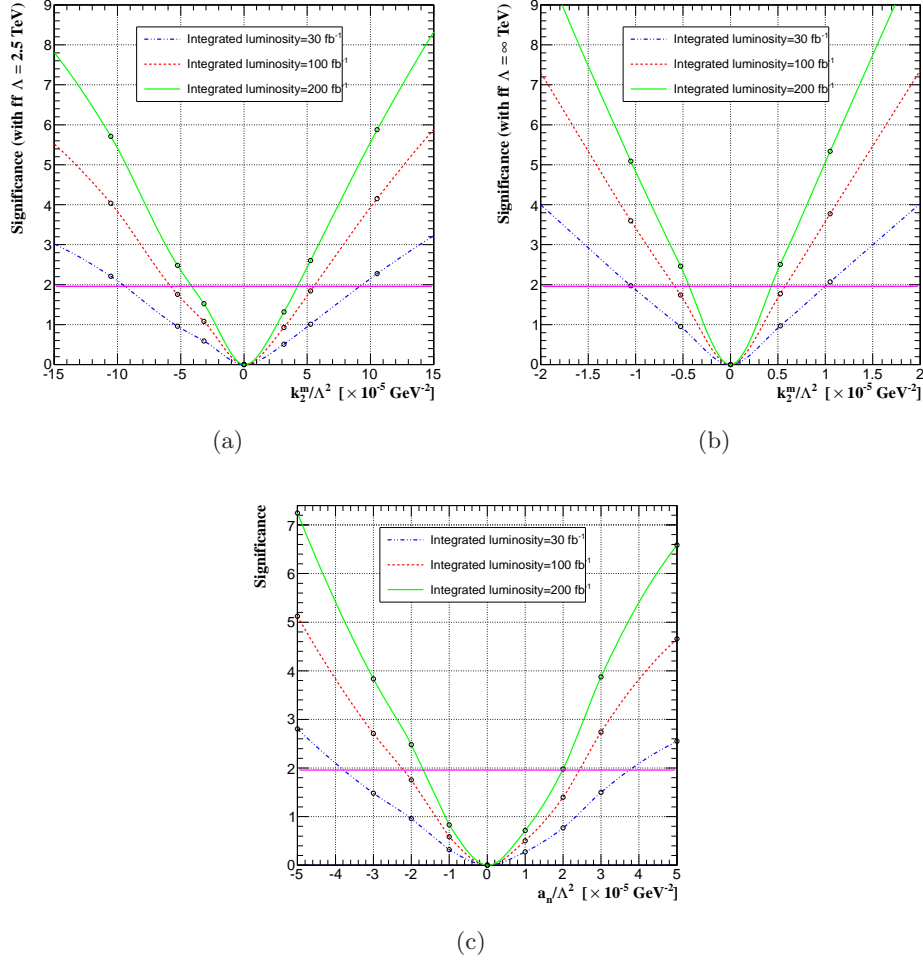 Significance (with ff Λ = 2.5 TeV)
9
8
7
6
5
4
3
2
1
0
Integrated luminosity=30 fb⁻¹
Integrated luminosity=100 fb⁻¹
Integrated luminosity=200 fb⁻¹
-15 -10 -5 0 5 10 15
k₂ᵐ/Λ² [× 10⁻⁵ GeV⁻²]
(a)
Significance (with ff Λ = ∞ TeV)
9
8
7
6
5
4
3
2
1
0
Integrated luminosity=30 fb⁻¹
Integrated luminosity=100 fb⁻¹
Integrated luminosity=200 fb⁻¹
-2 -1.5 -1 -0.5 0 0.5 1 1.5 2
k₂ᵐ/Λ² [× 10⁻⁵ GeV⁻²]
(b)
Significance
7
6
5
4
3
2
1
0
Integrated luminosity=30 fb⁻¹
Integrated luminosity=100 fb⁻¹
Integrated luminosity=200 fb⁻¹
-5 -4 -3 -2 -1 0 1 2 3 4 5
aₙ/Λ² [× 10⁻⁵ GeV⁻²]
(c)